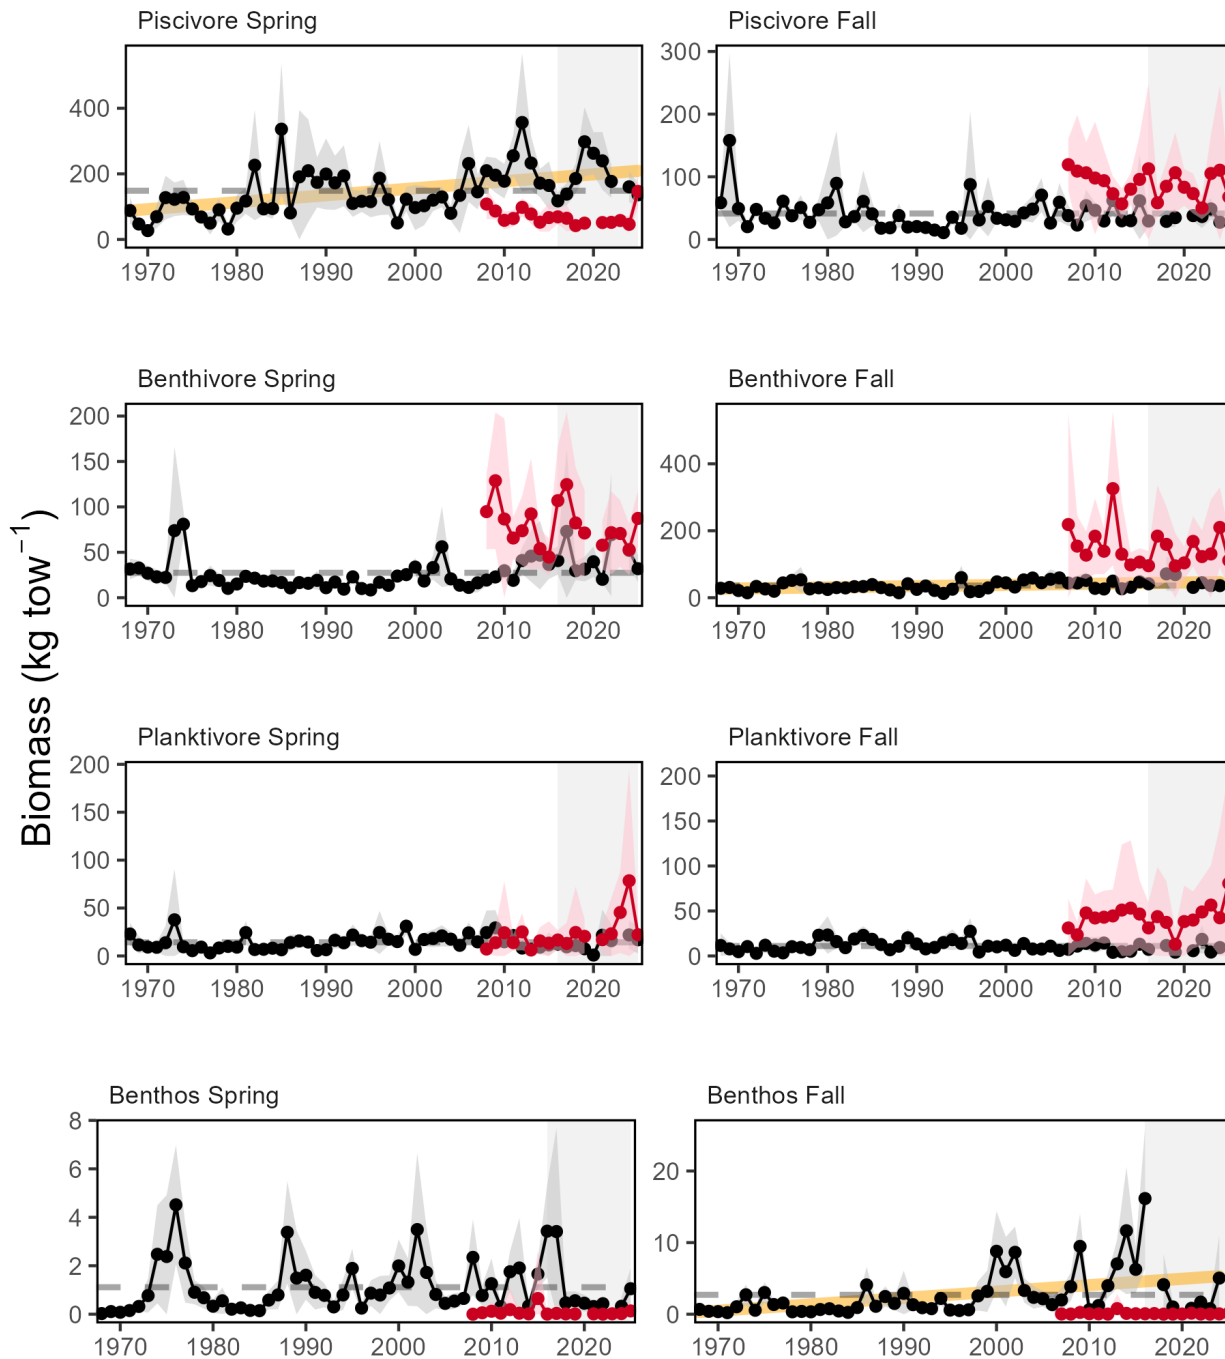 Piscivore Spring
Piscivore Fall
400
200
0
1970 1980 1990 2000 2010 2020
300
200
100
0
1970 1980 1990 2000 2010 2020
Benthivore Spring
Benthivore Fall
200
150
100
50
0
1970 1980 1990 2000 2010 2020
400
200
0
1970 1980 1990 2000 2010 2020
Biomass (kg tow⁻¹)
Planktivore Spring
Planktivore Fall
200
150
100
50
0
1970 1980 1990 2000 2010 2020
200
150
100
50
0
1970 1980 1990 2000 2010 2020
Benthos Spring
Benthos Fall
8
6
4
2
0
1970 1980 1990 2000 2010 2020
20
10
0
1970 1980 1990 2000 2010 2020